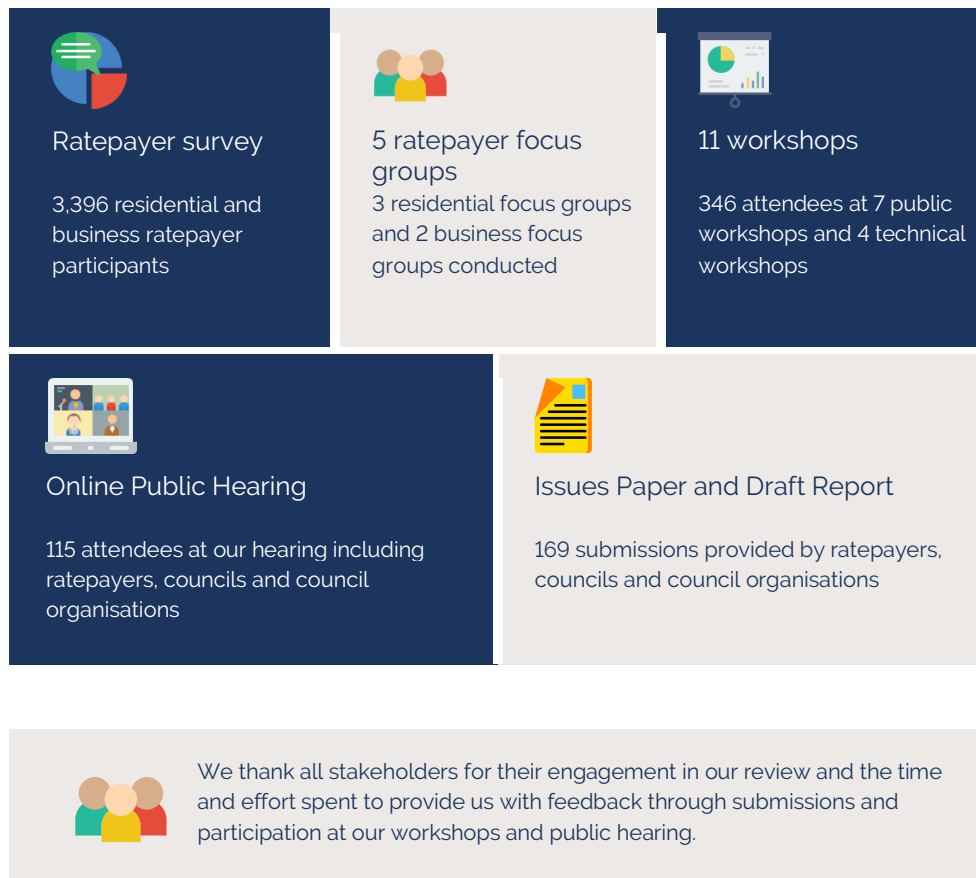 Ratepayer survey
3,396 residential and
business ratepayer
participants
5 ratepayer focus
groups
3 residential focus groups
and 2 business focus
groups conducted
11 workshops
346 attendees at 7 public
workshops and 4 technical
workshops
Online Public Hearing
115 attendees at our hearing including
ratepayers, councils and council
organisations
Issues Paper and Draft Report
169 submissions provided by ratepayers,
councils and council organisations
We thank all stakeholders for their engagement in our review and the time
and effort spent to provide us with feedback through submissions and
participation at our workshops and public hearing.